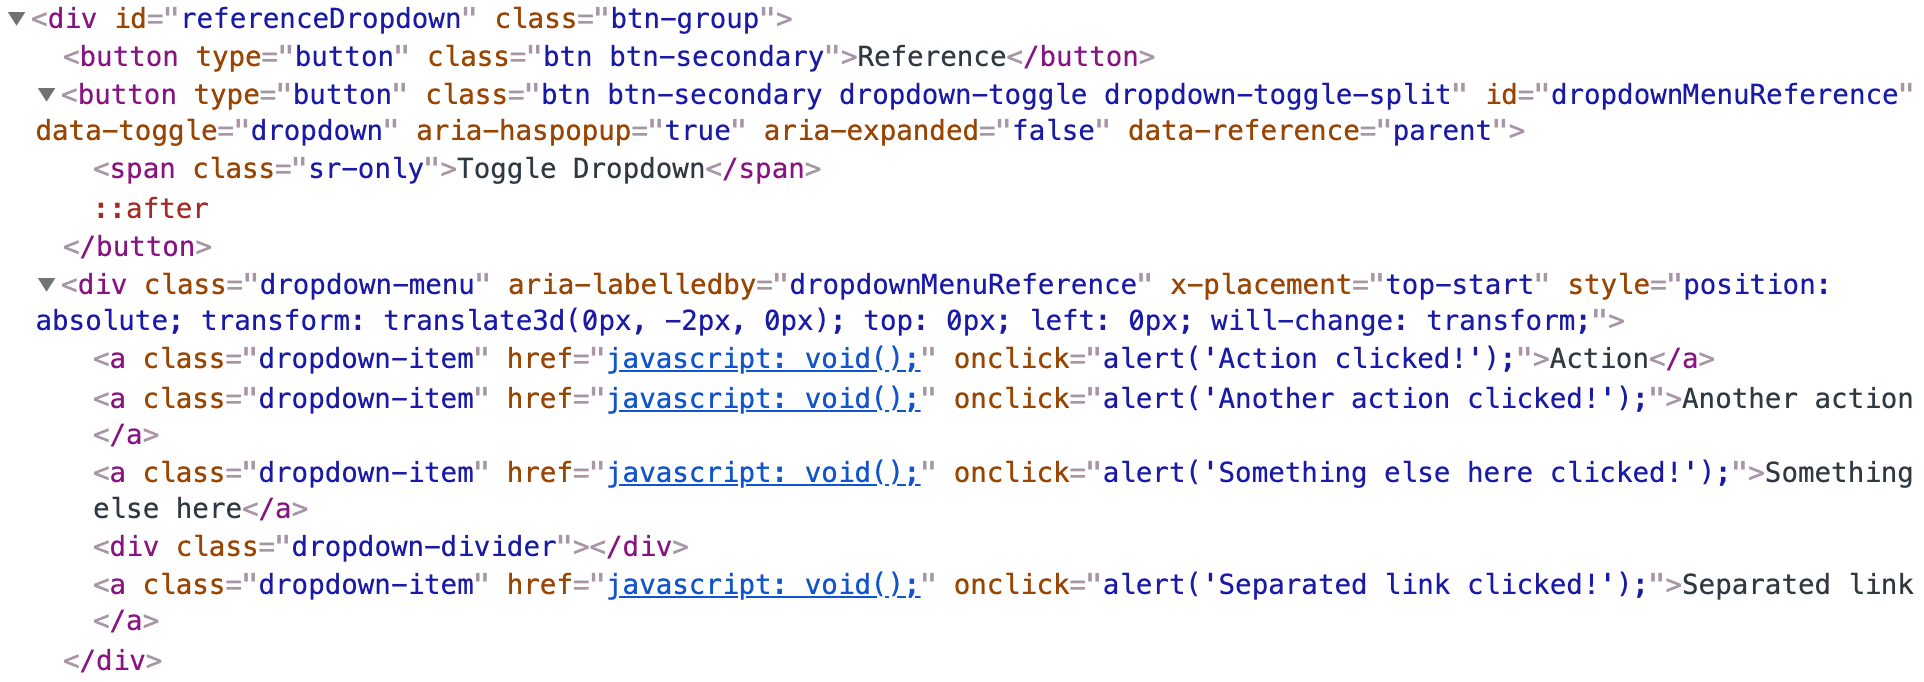 ▼<div id="referenceDropdown" class="btn-group">
<button type="button" class="btn btn-secondary">Reference</button>
▼<button type="button" class="btn btn-secondary dropdown-toggle dropdown-toggle-split" id="dropdownMenuReference"
data-toggle="dropdown" aria-haspopup="true" aria-expanded="false" data-reference="parent">
<span class="sr-only">Toggle Dropdown</span>
::after
</button>
▼<div class="dropdown-menu" aria-labelledby="dropdownMenuReference" x-placement="top-start" style="position:
absolute; transform: translate3d(0px, -2px, 0px); top: 0px; left: 0px; will-change: transform;">
<a class="dropdown-item" href="javascript: void();" onclick="alert('Action clicked!');">Action</a>
<a class="dropdown-item" href="javascript: void();" onclick="alert('Another action clicked!');">Another action
</a>
<a class="dropdown-item" href="javascript: void();" onclick="alert('Something else here clicked!');">Something
else here</a>
<div class="dropdown-divider"></div>
<a class="dropdown-item" href="javascript: void();" onclick="alert('Separated link clicked!');">Separated link
</a>
</div>